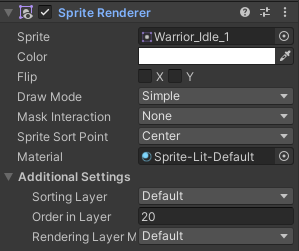 Sprite Renderer
Sprite Warrior_Idle_1
Color
Flip X Y
Draw Mode Simple
Mask Interaction None
Sprite Sort Point Center
Material Sprite-Lit-Default
Additional Settings
Sorting Layer Default
Order in Layer 20
Rendering Layer M Default